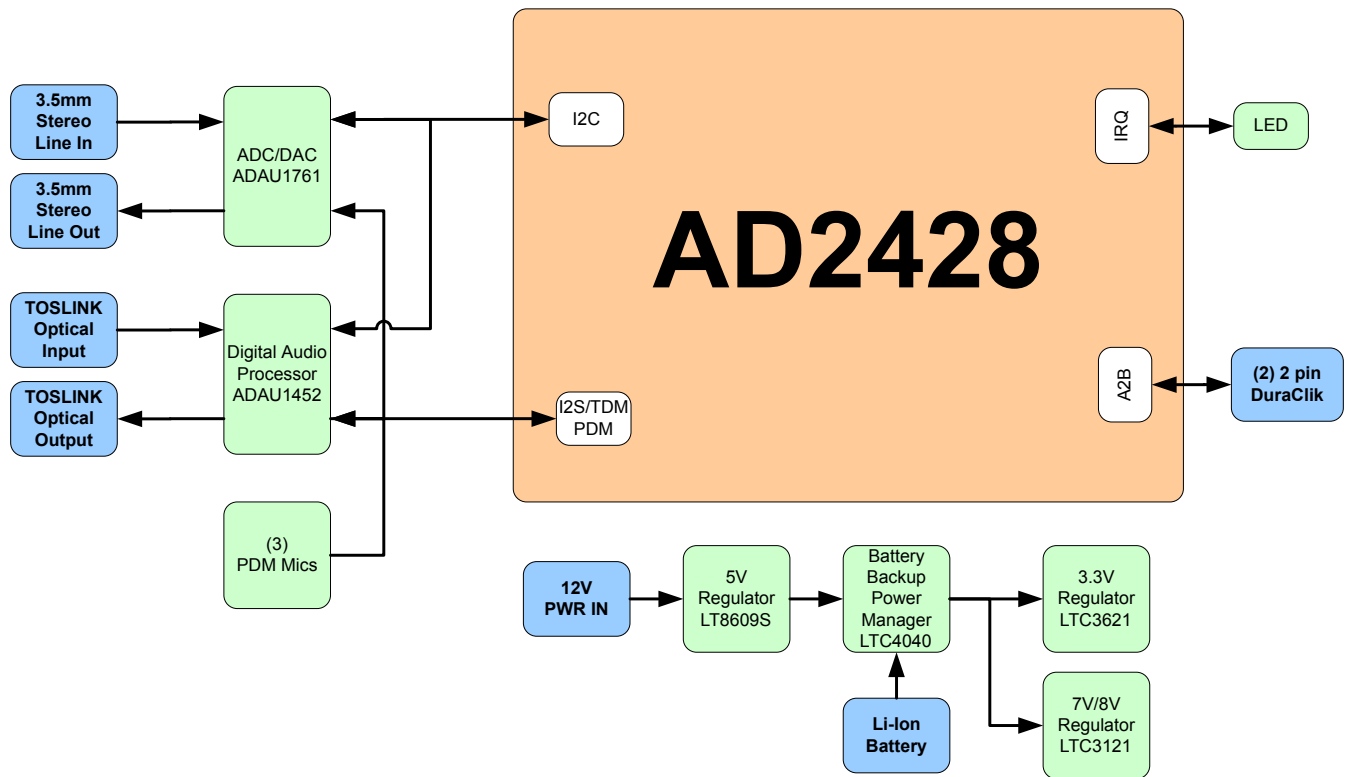 3.5mm
Stereo
Line In
3.5mm
Stereo
Line Out
TOSLINK
Optical
Input
TOSLINK
Optical
Output
ADC/DAC
ADAU1761
Digital Audio
Processor
ADAU1452
(3)
PDM Mics
I2C
I2S/TDM
PDM
AD2428
IRQ
A2B
LED
(2) 2 pin
DuraClik
12V
PWR IN
5V
Regulator
LT8609S
Battery
Backup
Power
Manager
LTC4040
Li-Ion
Battery
3.3V
Regulator
LTC3621
7V/8V
Regulator
LTC3121